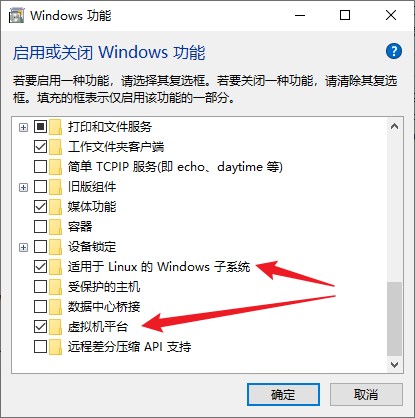 Windows 功能
启用或关闭 Windows 功能
若要启用一种功能，请选择其复选框。若要关闭一种功能，请清除其复选
框。填充的框表示仅启用该功能的一部分。
打印和文件服务
工作文件夹客户端
简单 TCPIP 服务(即 echo、daytime 等)
旧版组件
媒体功能
容器
设备锁定
适用于 Linux 的 Windows 子系统
受保护的主机
数据中心桥接
虚拟机平台
远程差分压缩 API 支持
确定
取消